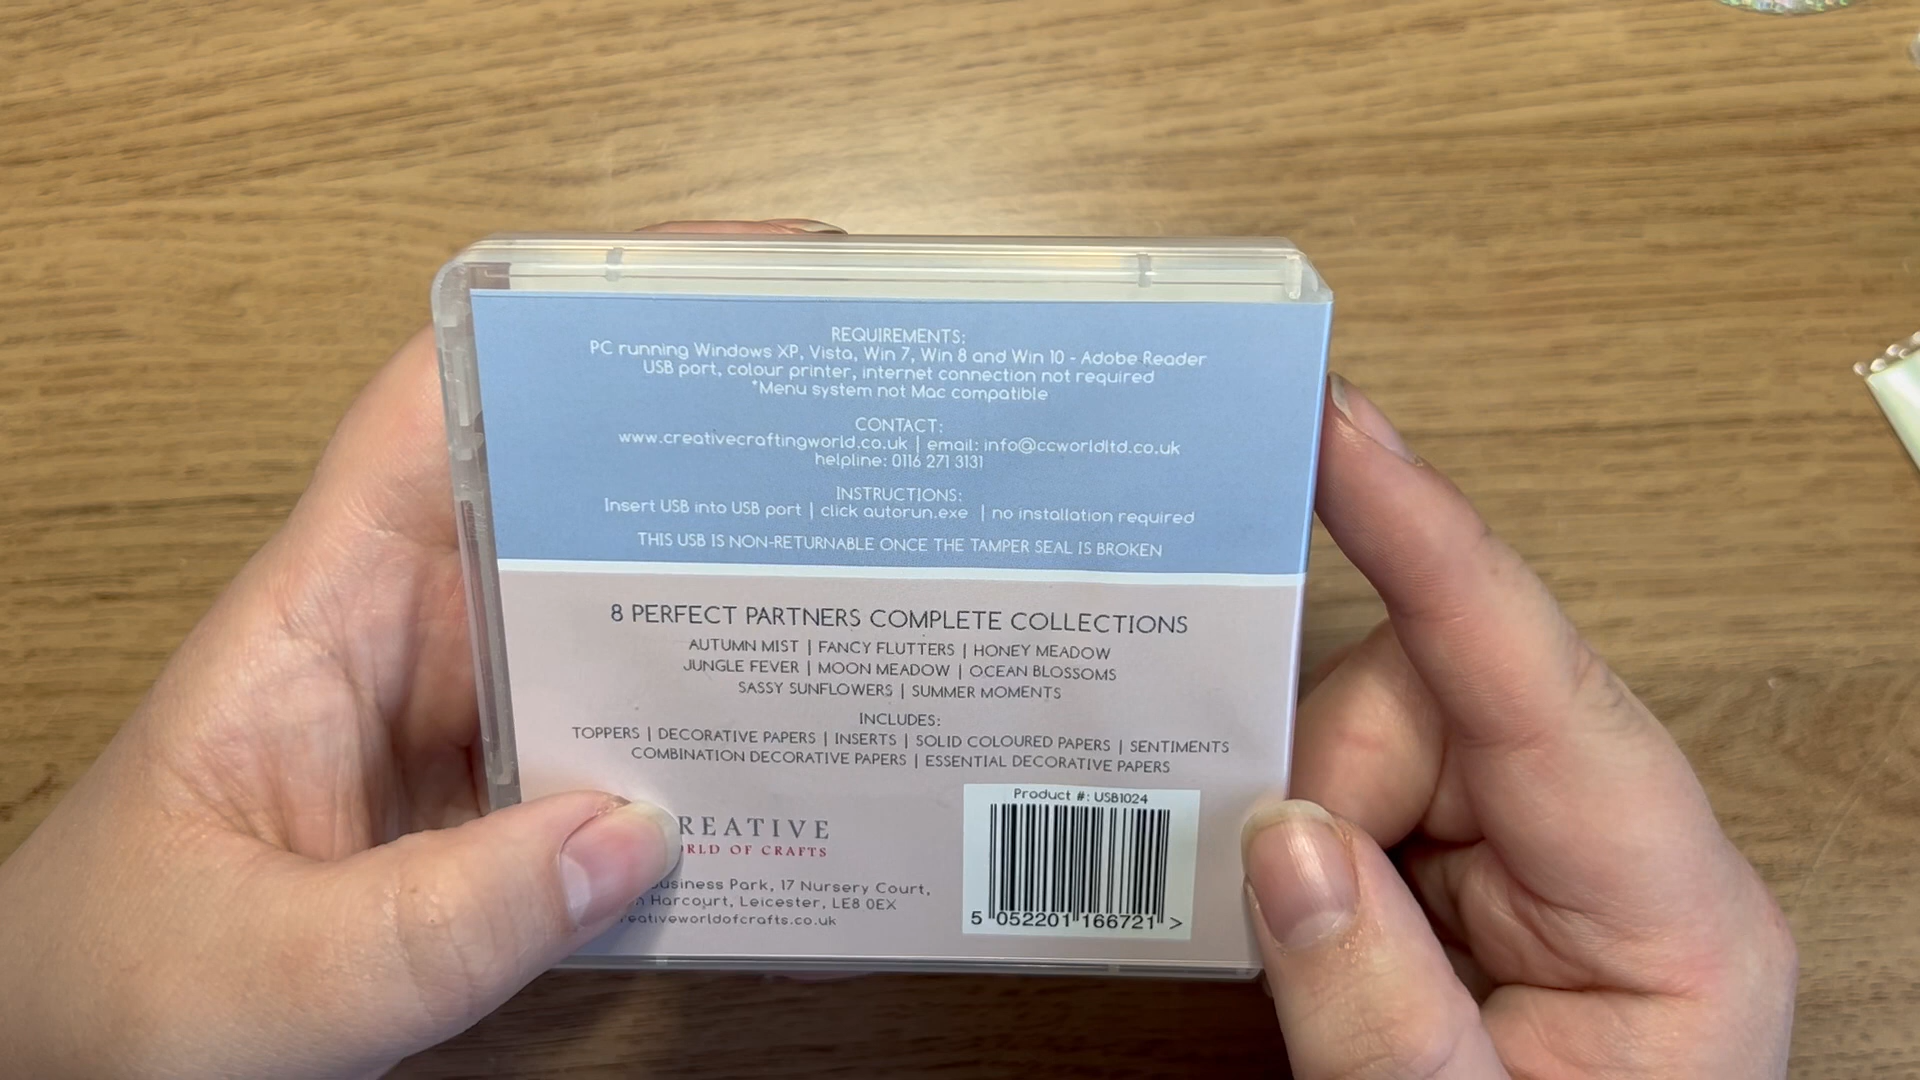 REQUIREMENTS:
PC running Windows XP, Vista, Win 7, Win 8 and Win 10 - Adobe Reader
USB port, colour printer, internet connection not required
*Menu system not Mac compatible
CONTACT:
www.creativecraftingworld.co.uk | email: info@ccworldltd.co.uk
helpline: 0116 271 3131
INSTRUCTIONS:
Insert USB into USB port | click autorun.exe | no installation required
THIS USB IS NON-RETURNABLE ONCE THE TAMPER SEAL IS BROKEN
8 PERFECT PARTNERS COMPLETE COLLECTIONS
AUTUMN MIST | FANCY FLUTTERS | HONEY MEADOW
JUNGLE FEVER | MOON MEADOW | OCEAN BLOSSOMS
SASSY SUNFLOWERS | SUMMER MOMENTS
INCLUDES:
TOPPERS | DECORATIVE PAPERS | INSERTS | SOLID COLOURED PAPERS | SENTIMENTS
COMBINATION DECORATIVE PAPERS | ESSENTIAL DECORATIVE PAPERS
REATIVE
RLD OF CRAFTS
Business Park, 17 Nursery Court,
Harcourt, Leicester, LE8 0EX
reativeworldofcrafts.co.uk
Product #: USB1024
5 052201 166721 >